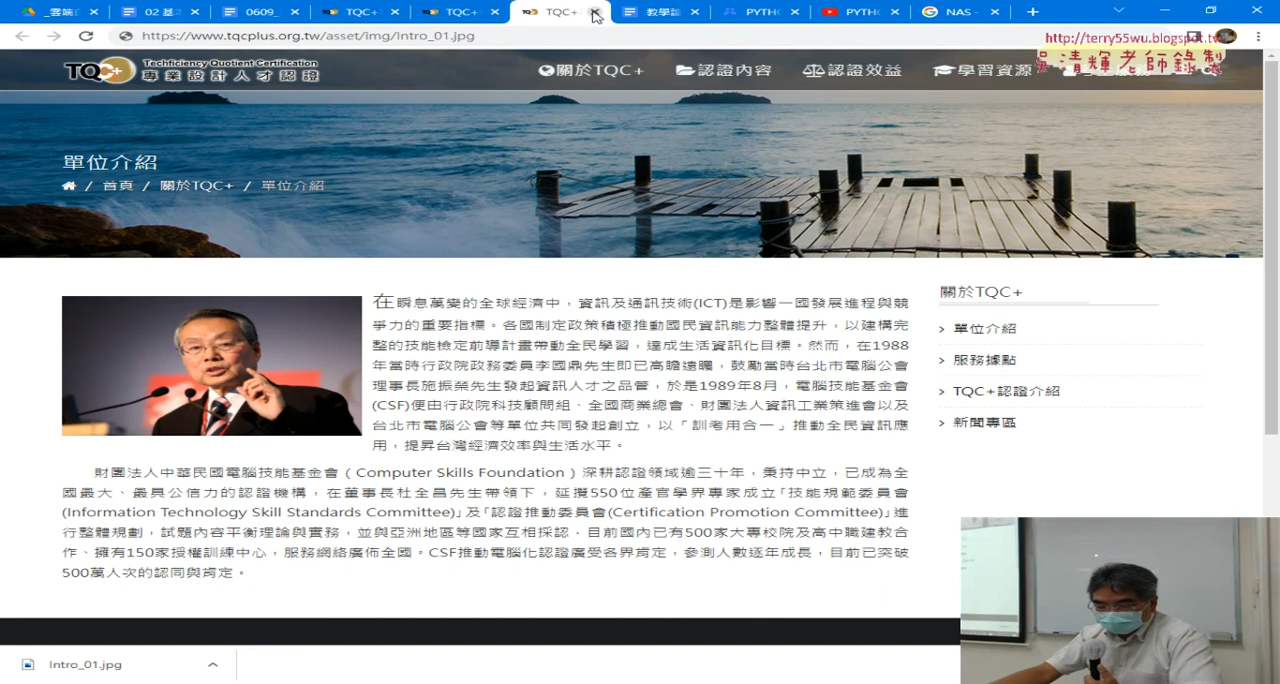 _雲端
02 基
0609_
TQC+
TQC+
TQC+
教學論
PYTH
PYTH
NAS -
https://www.tqcplus.org.tw/asset/img/Intro_01.jpg
http://terry55wu.blogspot.tw
吳清輝老師錄製
TQC+ Techficiency Quotient Certification
專業設計人才認證
關於TQC+
認證內容
認證效益
學習資源
單位介紹
/ 首頁 / 關於TQC+ / 單位介紹
在瞬息萬變的全球經濟中，資訊及通訊技術(ICT)是影響一國發展進程與競
爭力的重要指標。各國制定政策積極推動國民資訊能力整體提升，以建構完
整的技能檢定前導計畫帶動全民學習，達成生活資訊化目標。然而，在1988
年當時行政院政務委員李國鼎先生即已高瞻遠矚，鼓勵當時台北市電腦公會
理事長施振榮先生發起資訊人才之品管，於是1989年8月，電腦技能基金會
(CSF)便由行政院科技顧問組、全國商業總會、財團法人資訊工業策進會以及
台北市電腦公會等單位共同發起創立，以「訓考用合一」推動全民資訊應
用，提昇台灣經濟效率與生活水平。
財團法人中華民國電腦技能基金會（Computer Skills Foundation）深耕認證領域逾三十年，秉持中立，已成為全
國最大、最具公信力的認證機構，在董事長杜全昌先生帶領下，延攬550位產官學界專家成立「技能規範委員會
(Information Technology Skill Standards Committee)」及「認證推動委員會(Certification Promotion Committee)」進
行整體規劃，試題內容平衡理論與實務，並與亞洲地區等國家互相採認．目前國內已有500家大專校院及高中職建教合
作、擁有150家授權訓練中心，服務網絡廣佈全國。CSF推動電腦化認證廣受各界肯定，參測人數逐年成長，目前已突破
500萬人次的認同與肯定。
關於TQC+
> 單位介紹
> 服務據點
> TQC+認證介紹
> 新聞專區
Intro_01.jpg